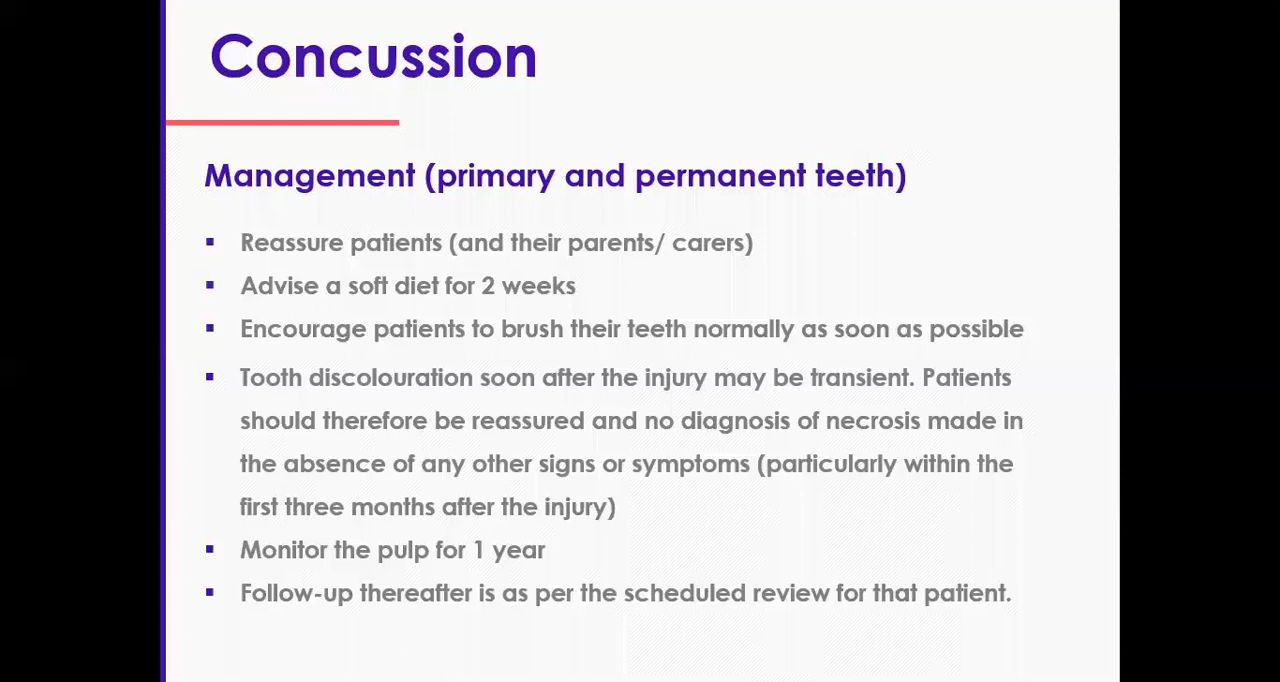 Concussion
Management (primary and permanent teeth)
▪ Reassure patients (and their parents/ carers)
▪ Advise a soft diet for 2 weeks
▪ Encourage patients to brush their teeth normally as soon as possible
▪ Tooth discolouration soon after the injury may be transient. Patients
should therefore be reassured and no diagnosis of necrosis made in
the absence of any other signs or symptoms (particularly within the
first three months after the injury)
▪ Monitor the pulp for 1 year
▪ Follow-up thereafter is as per the scheduled review for that patient.